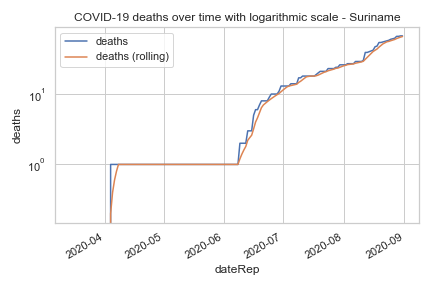 COVID-19 deaths over time with logarithmic scale - Suriname
deaths
deaths (rolling)
deaths
10¹
10⁰
2020-04
2020-05
2020-06
2020-07
2020-08
2020-09
dateRep